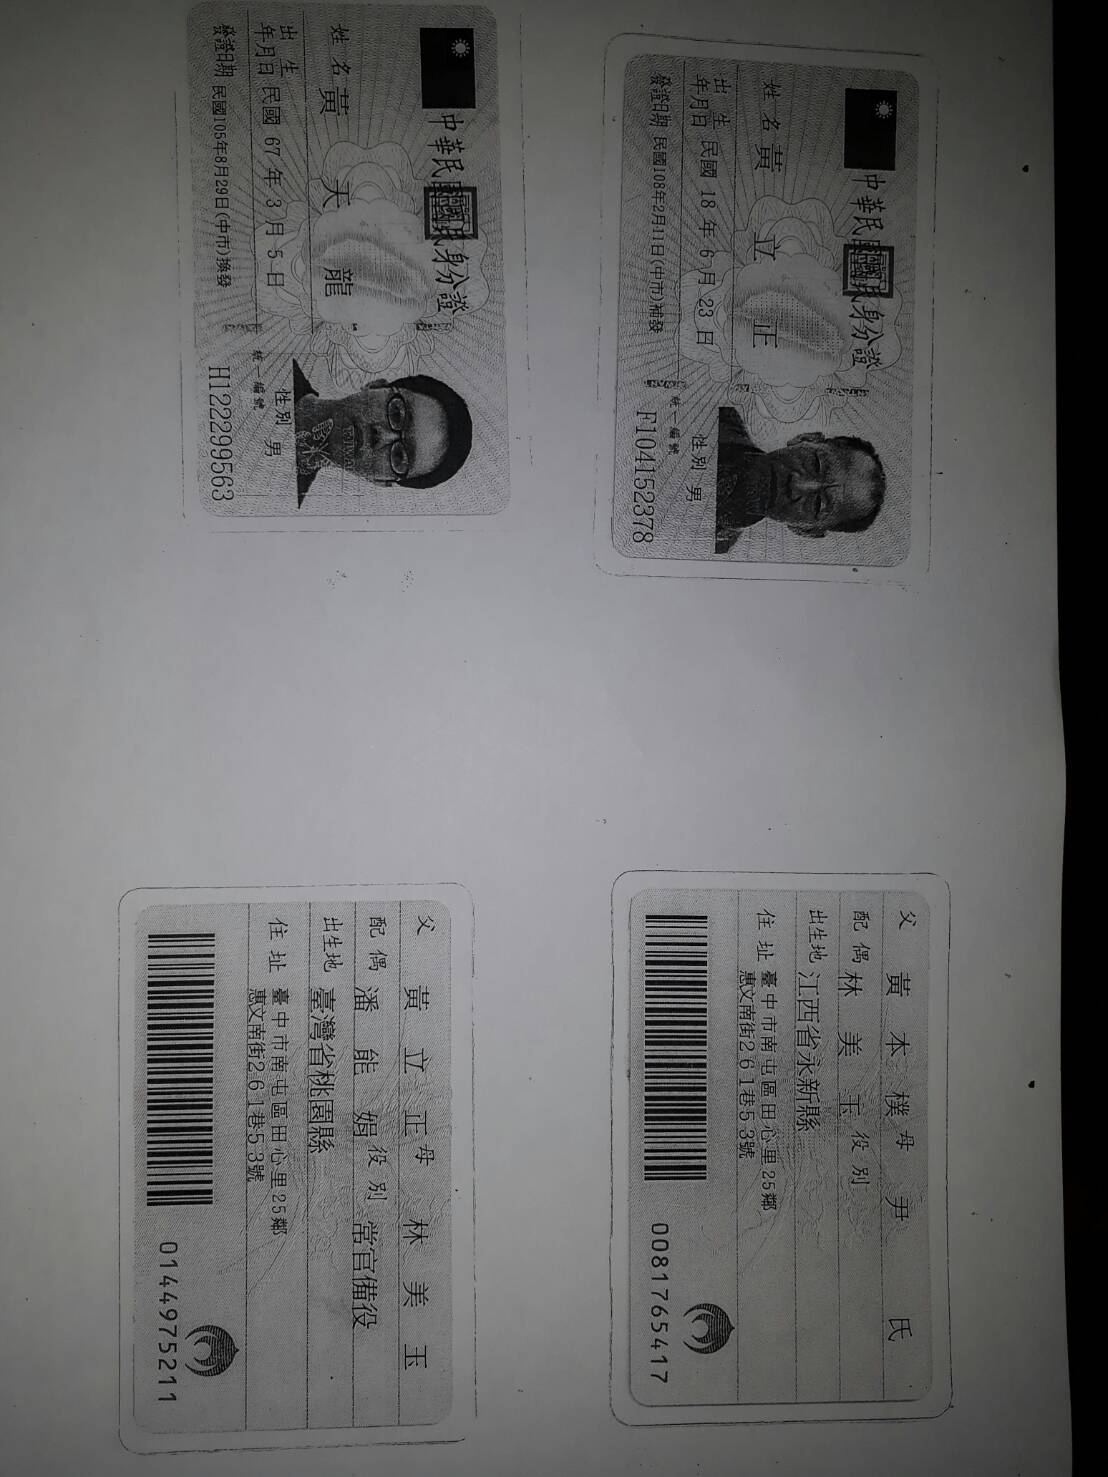 中華民國國民身分證
姓名 黃立正
出生年月日 民國18年6月23日
發證日期 民國108年2月11日(中市)補發
性別 男
統一編號
F104152378
父 黃本樸 母 尹氏
配偶 林美玉 役別
出生地 江西省永新縣
住址 臺中市南屯區田心里25鄰
惠文南街261巷53號
0081765417
中華民國國民身分證
姓名 黃天龍
出生年月日 民國67年3月5日
發證日期 民國105年8月29日(中市)換發
性別 男
統一編號
H122299563
父 黃立正 母 林美玉
配偶 潘能娟 役別 常官備役
出生地 臺灣省桃園縣
住址 臺中市南屯區田心里25鄰
惠文南街261巷53號
0144975211